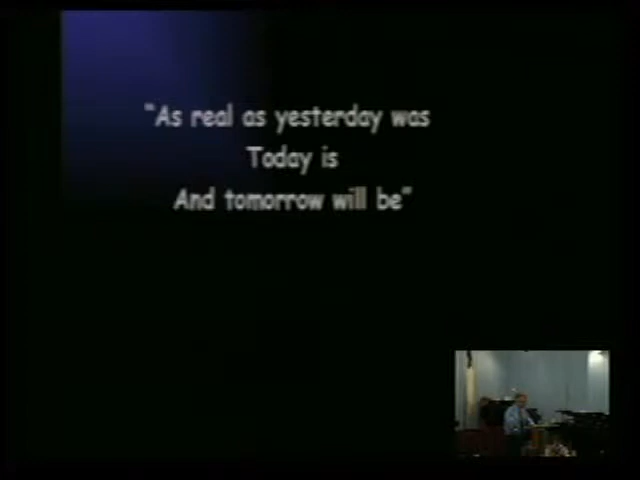 "As real as yesterday was
Today is
And tomorrow will be"